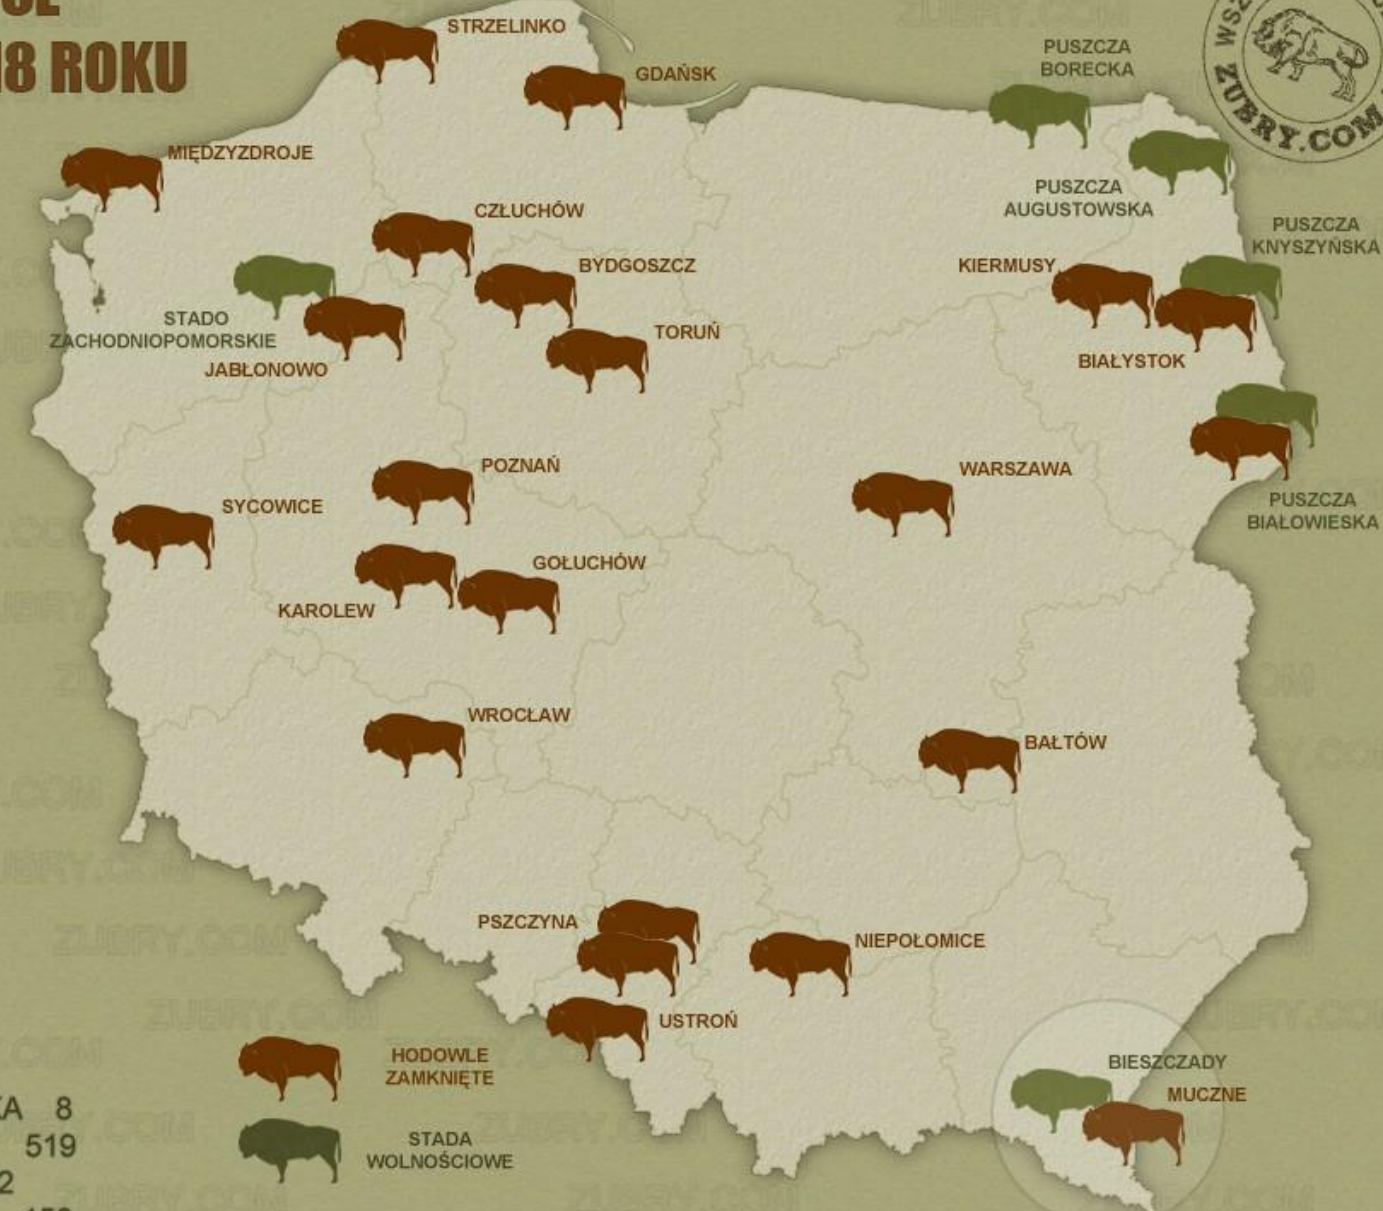 18 ROKU
STRZELINKO
GDAŃSK
PUSZCZA
BORECKA
ZUBRY.COM
MIĘDZYZDROJE
PUSZCZA
AUGUSTOWSKA
CZŁUCHÓW
PUSZCZA
KNYSZYŃSKA
BYDGOSZCZ
KIERMUSY
STADO
ZACHODNIOPOMORSKIE
TORUŃ
JABŁONOWO
BIAŁYSTOK
POZNAŃ
WARSZAWA
SYCOWICE
PUSZCZA
BIAŁOWIESKA
GOŁUCHÓW
KAROLEW
WROCŁAW
BAŁTÓW
PSZCZYNA
NIEPOŁOMICE
USTROŃ
HODOWLE
ZAMKNIĘTE
BIESZCZADY
MUCZNE
KA 8
519
2
STADA
WOLNOŚCIOWE